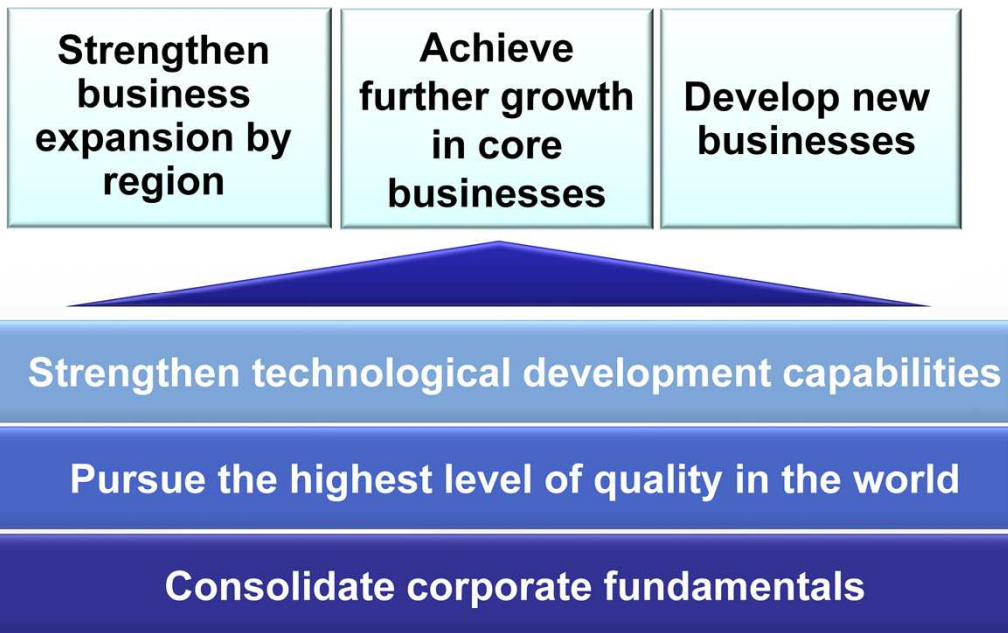 Strengthen
business
expansion by
region
Achieve
further growth
in core
businesses
Develop new
businesses
Strengthen technological development capabilities
Pursue the highest level of quality in the world
Consolidate corporate fundamentals